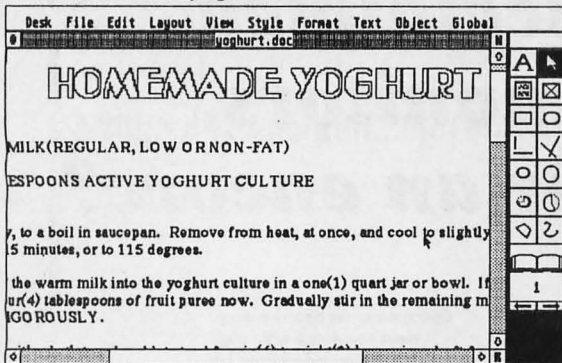 Desk File Edit Layout View Style Format Text Object Global
yoghurt.doc
HOMEMADE YOGHURT
MILK(REGULAR, LOW OR NON-FAT)
ESPOONS ACTIVE YOGHURT CULTURE
y, to a boil in saucepan. Remove from heat, at once, and cool to slightly
5 minutes, or to 115 degrees.
the warm milk into the yoghurt culture in a one(1) quart jar or bowl. If
ur(4) tablespoons of fruit puree now. Gradually stir in the remaining m
IGOROUSLY.
A
1